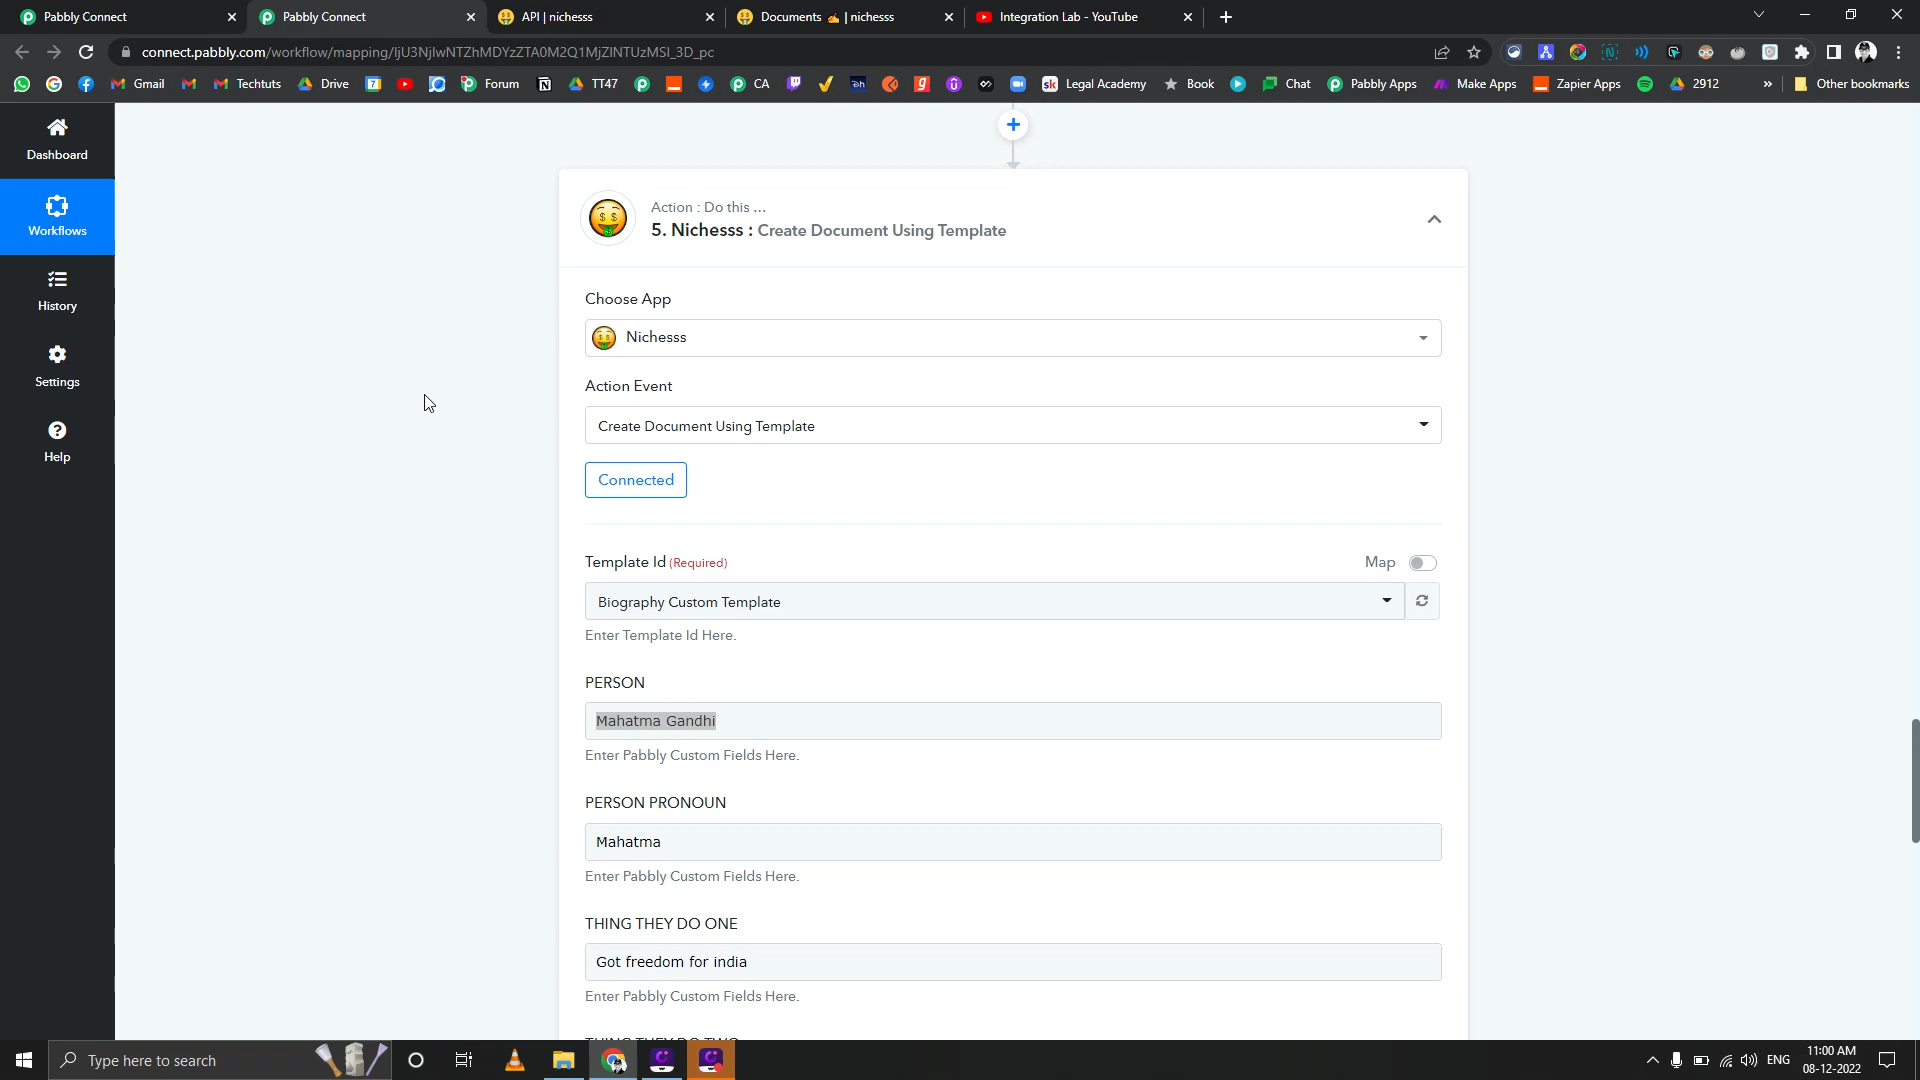 Pabbly Connect
Pabbly Connect
API | nichesss
Documents ✍ | nichesss
Integration Lab - YouTube
connect.pabbly.com/workflow/mapping/IjU3NjIwNTZhMDYzZTA0M2Q1MjZlNTUzMSI_3D_pc
Gmail
Techtuts
Drive
Forum
TT47
CA
Legal Academy
Book
Chat
Pabbly Apps
Make Apps
Zapier Apps
2912
»
Other bookmarks
Dashboard
Workflows
History
Settings
Help
Action : Do this ...
5. Nichesss : Create Document Using Template
Choose App
Nichesss
Action Event
Create Document Using Template
Connected
Template Id (Required)
Map
Biography Custom Template
Enter Template Id Here.
PERSON
Mahatma Gandhi
Enter Pabbly Custom Fields Here.
PERSON PRONOUN
Mahatma
Enter Pabbly Custom Fields Here.
THING THEY DO ONE
Got freedom for india
Enter Pabbly Custom Fields Here.
THING THEY DO TWO
Type here to search
ENG
11:00 AM
08-12-2022